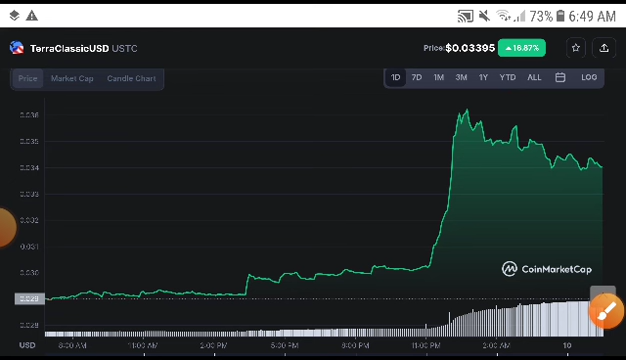 73% 6:49 AM
TerraClassicUSD USTC Price:$0.03395 ▲16.87%
Price Market Cap Candle Chart 1D 7D 1M 3M 1Y YTD ALL LOG
0.036
0.035
0.034
0.033
0.032
0.031
0.030
CoinMarketCap
0.029
0.028
USD 8:00 AM 11:00 AM 2:00 PM 6:00 PM 9:00 PM 11:00 PM 2:00 AM 10